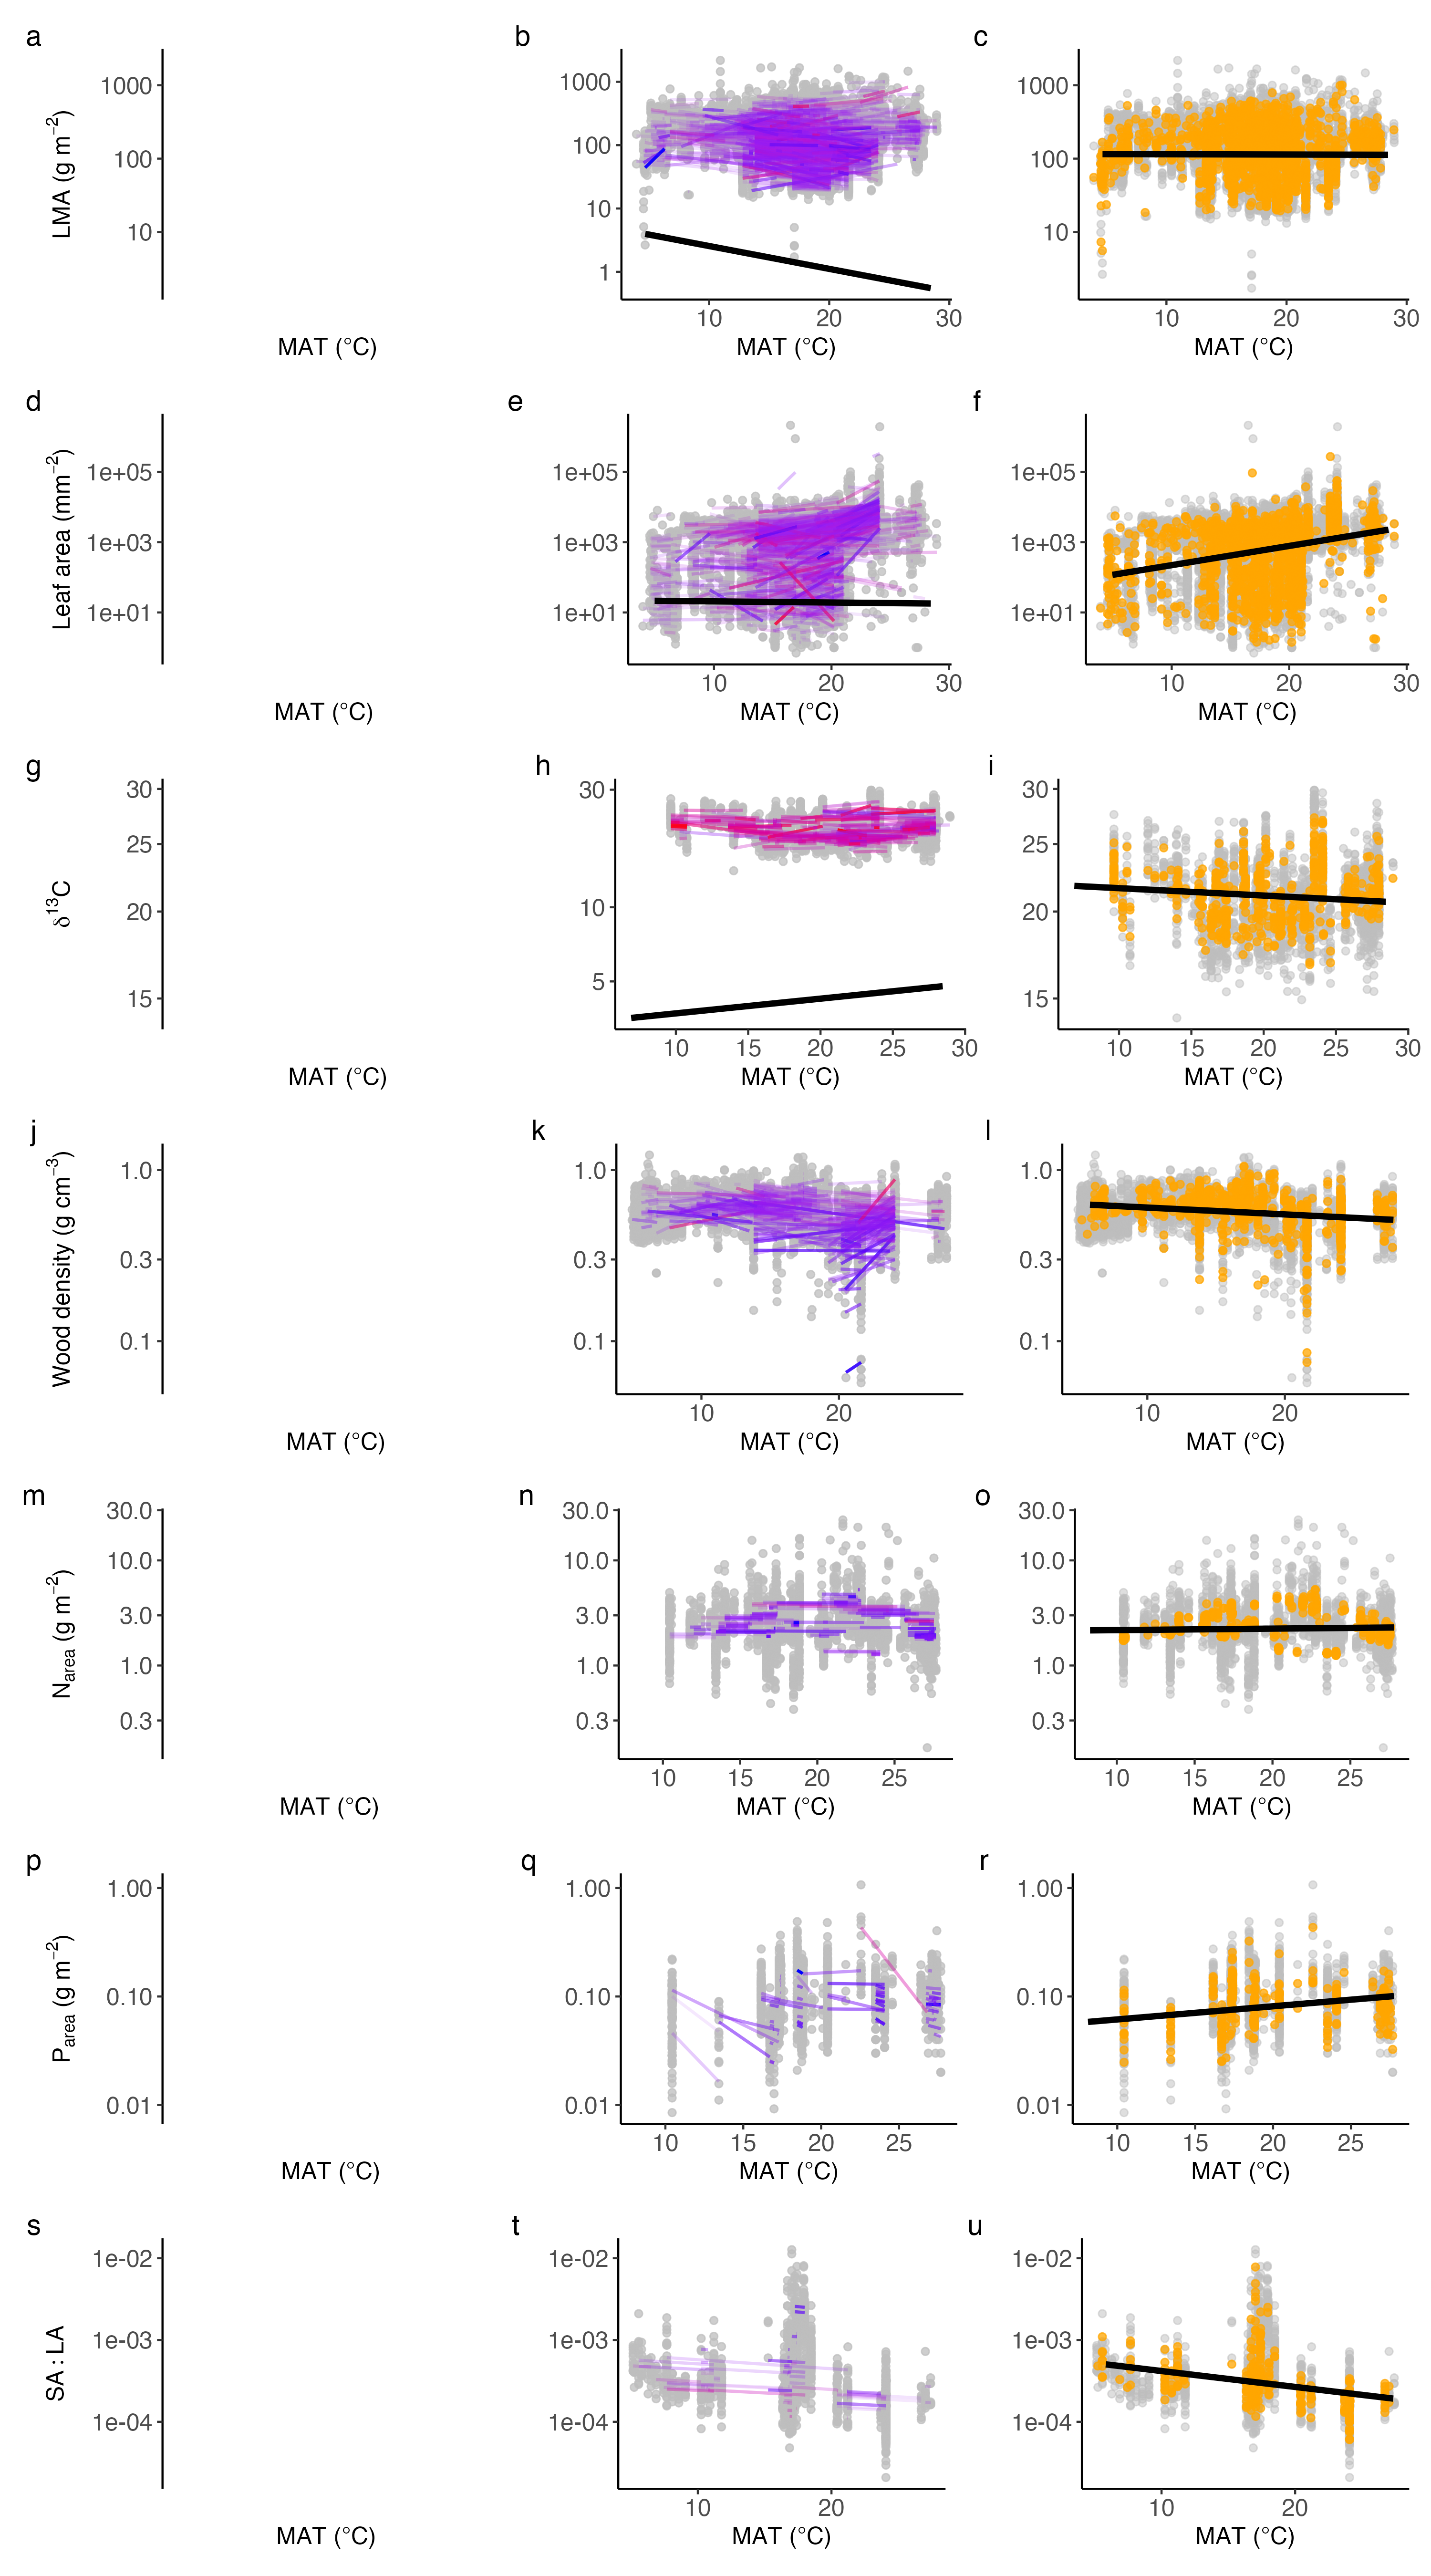 a
b
c
LMA (g m⁻²)
1000
100
10
MAT (°C)
1000
100
10
1
10 20 30
MAT (°C)
1000
100
10
10 20 30
MAT (°C)
d
e
f
Leaf area (mm⁻²)
1e+05
1e+03
1e+01
MAT (°C)
1e+05
1e+03
1e+01
10 20 30
MAT (°C)
1e+05
1e+03
1e+01
10 20 30
MAT (°C)
g
h
i
δ¹³C
30
25
20
15
MAT (°C)
30
10
5
10 15 20 25 30
MAT (°C)
30
25
20
15
10 15 20 25 30
MAT (°C)
j
k
l
Wood density (g cm⁻³)
1.0
0.3
0.1
MAT (°C)
1.0
0.3
0.1
10 20
MAT (°C)
1.0
0.3
0.1
10 20
MAT (°C)
m
n
o
N area (g m⁻²)
30.0
10.0
3.0
1.0
0.3
MAT (°C)
30.0
10.0
3.0
1.0
0.3
10 15 20 25
MAT (°C)
30.0
10.0
3.0
1.0
0.3
10 15 20 25
MAT (°C)
p
q
r
P area (g m⁻²)
1.00
0.10
0.01
MAT (°C)
1.00
0.10
0.01
10 15 20 25
MAT (°C)
1.00
0.10
0.01
10 15 20 25
MAT (°C)
s
t
u
SA : LA
1e-02
1e-03
1e-04
MAT (°C)
1e-02
1e-03
1e-04
10 20
MAT (°C)
1e-02
1e-03
1e-04
10 20
MAT (°C)